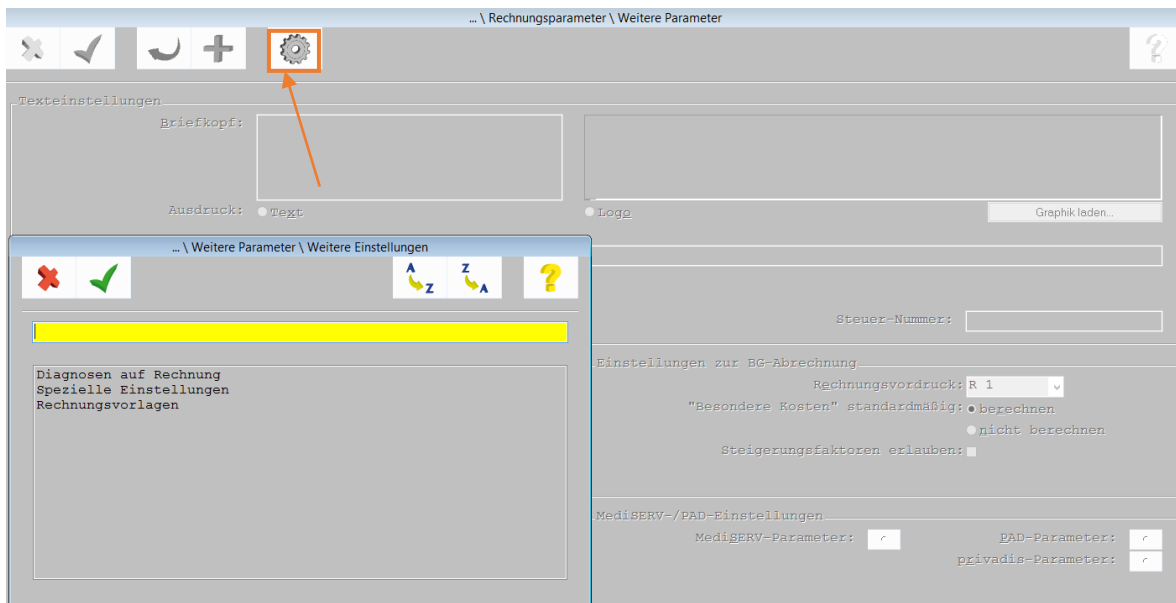 ... \ Rechnungsparameter \ Weitere Parameter
Texteinstellungen
Briefkopf:
Ausdruck: Text Logo Graphik laden...
... \ Weitere Parameter \ Weitere Einstellungen
A Z Z A
Steuer-Nummer:
Diagnosen auf Rechnung
Spezielle Einstellungen
Rechnungsvorlagen
Einstellungen zur BG-Abrechnung
Rechnungsvordruck: R 1
"Besondere Kosten" standardmäßig: berechnen
nicht berechnen
Steigerungsfaktoren erlauben:
MediSERV-/PAD-Einstellungen
MediSERV-Parameter: PAD-Parameter:
privadis-Parameter: